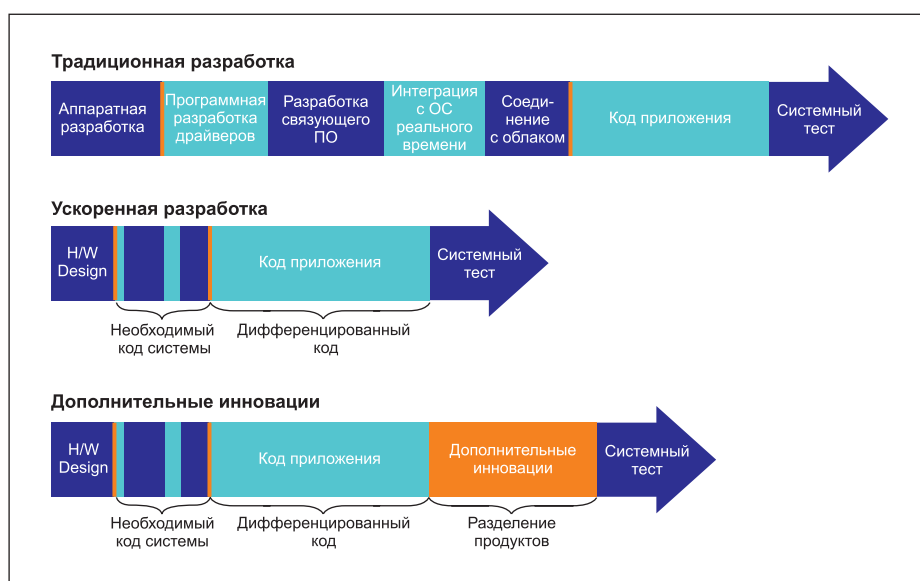 Традиционная разработка
Аппаратная
разработка
Программная
разработка
драйверов
Разработка
связующего
ПО
Интеграция
с ОС
реального
времени
Соеди-
нение
с облаком
Код приложения
Системный
тест
Ускоренная разработка
H/W
Design
Код приложения
Системный
тест
Необходимый
код системы
Дифференцированный
код
Дополнительные инновации
H/W
Design
Код приложения
Дополнительные
инновации
Системный
тест
Необходимый
код системы
Дифференцированный
код
Разделение
продуктов